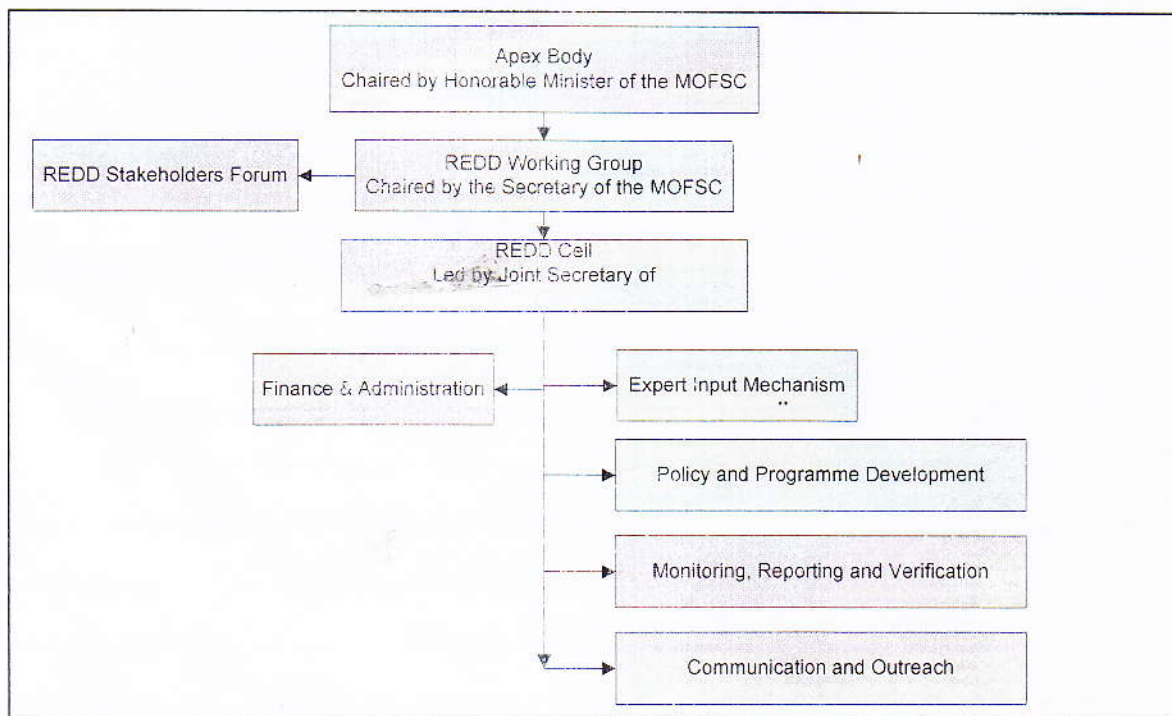 Apex Body
Chaired by Honorable Minister of the MOFSC
REDD Stakeholders Forum
REDD Working Group
Chaired by the Secretary of the MOFSC
REDD Cell
Led by Joint Secretary of
Finance & Administration
Expert Input Mechanism
Policy and Programme Development
Monitoring, Reporting and Verification
Communication and Outreach